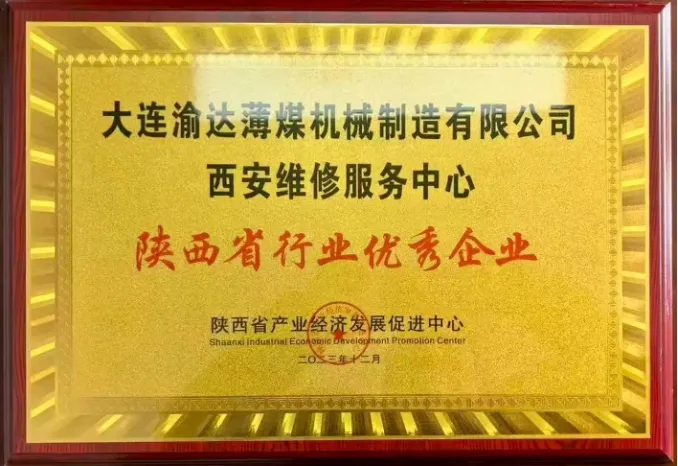 大连渝达薄煤机械制造有限公司
西安维修服务中心
陕西省行业优秀企业
陕西省产业经济发展促进中心
Shaanxi Industrial Economic Development Promotion Center
二〇二三年十二月